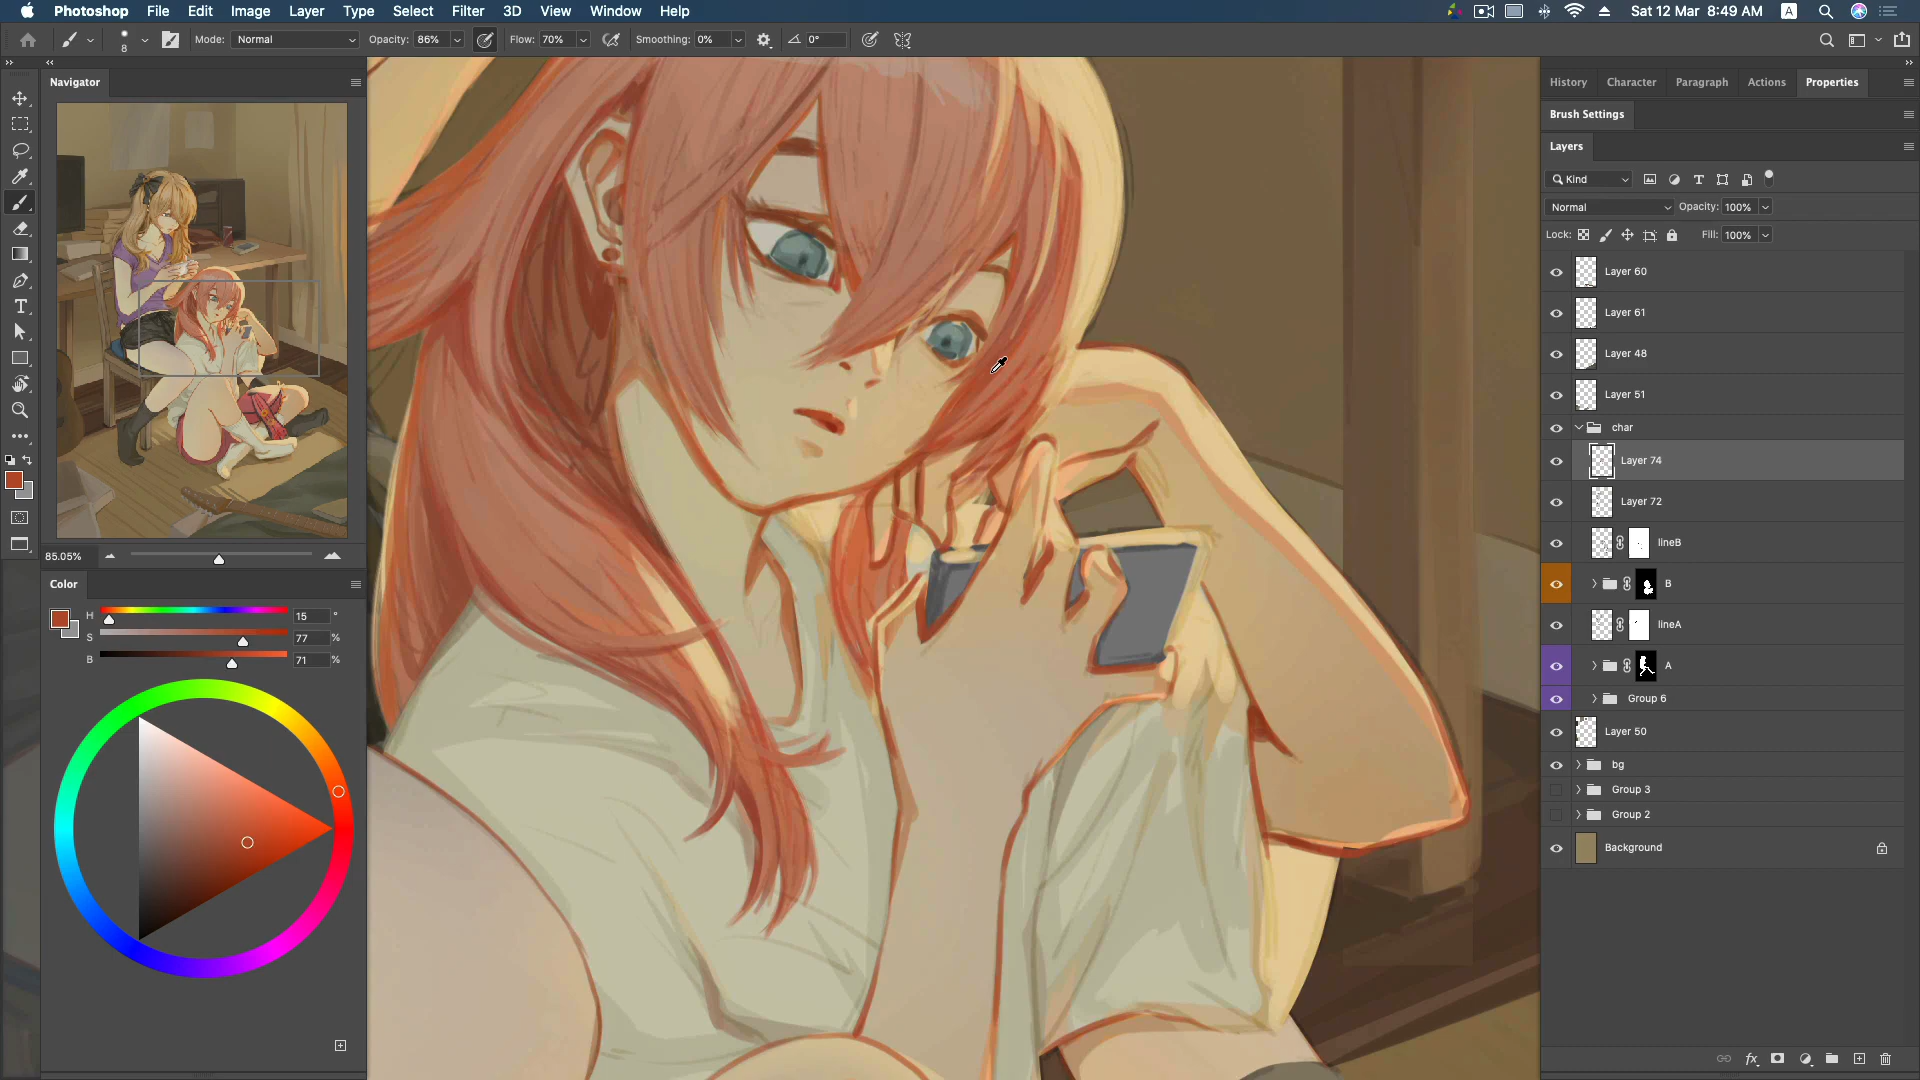 Photoshop File Edit Image Layer Type Select Filter 3D View Window Help
Sat 12 Mar 8:49 AM A
8 Mode: Normal Opacity: 86% Flow: 70% Smoothing: 0% 0°
Navigator
85.05%
Color
H 15 °
S 77 %
B 71 %
History Character Paragraph Actions Properties
Brush Settings
Layers
Kind
Normal Opacity: 100%
Lock: Fill: 100%
Layer 60
Layer 61
Layer 48
Layer 51
char
Layer 74
Layer 72
lineB
B
lineA
A
Group 6
Layer 50
bg
Group 3
Group 2
Background
fx